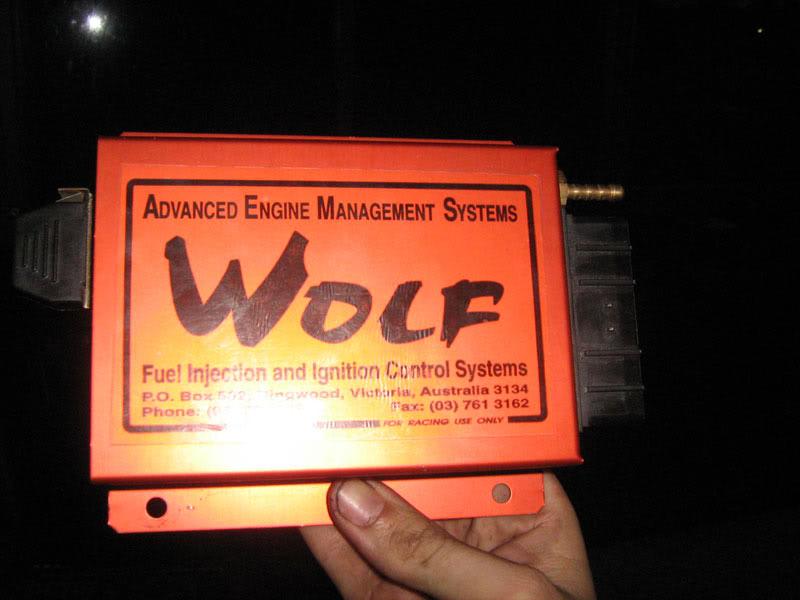 ADVANCED ENGINE MANAGEMENT SYSTEMS
WOLF
Fuel Injection and Ignition Control Systems
P.O. Box Ringwood, Victoria, Australia 3134
Phone: Fax: (03) 761 3162
FOR RACING USE ONLY